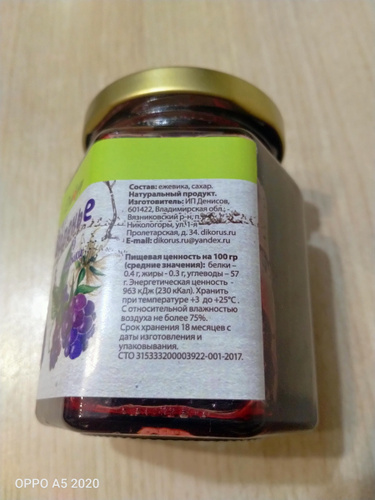 Состав: ежевика, сахар.
Натуральный продукт.
Изготовитель: ИП Денисов,
601422, Владимирская обл.,
Вязниковский р-н, п.
Никологоры, ул.1-я
Пролетарская, д. 34. dikorus.ru
E-mail: dikorus.ru@yandex.ru
Пищевая ценность на 100 гр
(средние значения): белки –
0.4 г, жиры - 0.3 г, углеводы – 57
г. Энергетическая ценность
963 кДж (230 кКал). Хранить
при температуре +3 до +25°С .
С относительной влажностью
воздуха не более 75%.
Срок хранения 18 месяцев с
даты изготовления и
упаковывания.
СТО 315333200003922-001-2017.
OPPO A5 2020